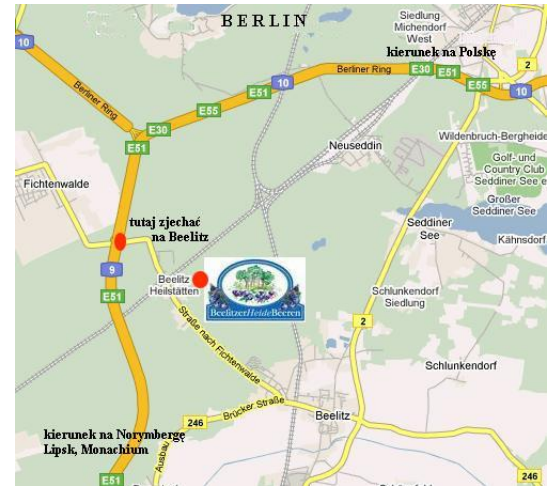 BERLIN
Siedlung
Michendorf
West
kierunek na Polskę
10
Berliner Ring
E51
E30
E55
E51
10
Berliner Ring
E30
E51
E55
2
10
Neuseddin
Wildenbruch-Bergheide
Golf- und
Country Club
Seddiner See e
Großer
Seddiner See
Kähnsdorf
Fichtenwalde
tutaj zjechać
na Beelitz
Seddiner
See
9
E51
Beelitz
Heilstätten
BeelitzerHeideBeeren
Schlunkendorf
Siedlung
2
Straße nach Fichtenwalde
Schlunkendorf
Brücker Straße
246
Beelitz
kierunek na Norymbergę
Lipsk, Monachium
E51
Ausbau
246